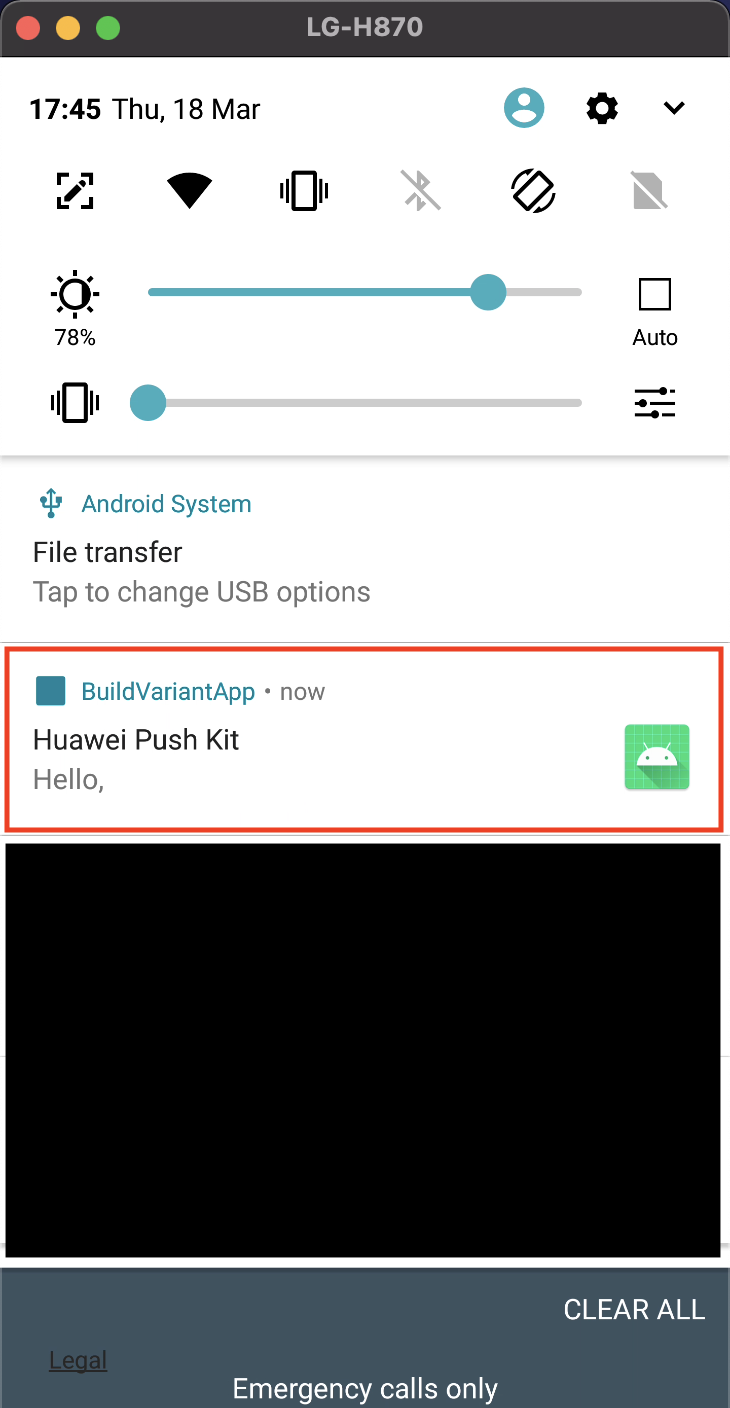 LG-H870
17:45 Thu, 18 Mar
78%
Auto
Android System
File transfer
Tap to change USB options
BuildVariantApp • now
Huawei Push Kit
Hello,
CLEAR ALL
Legal
Emergency calls only